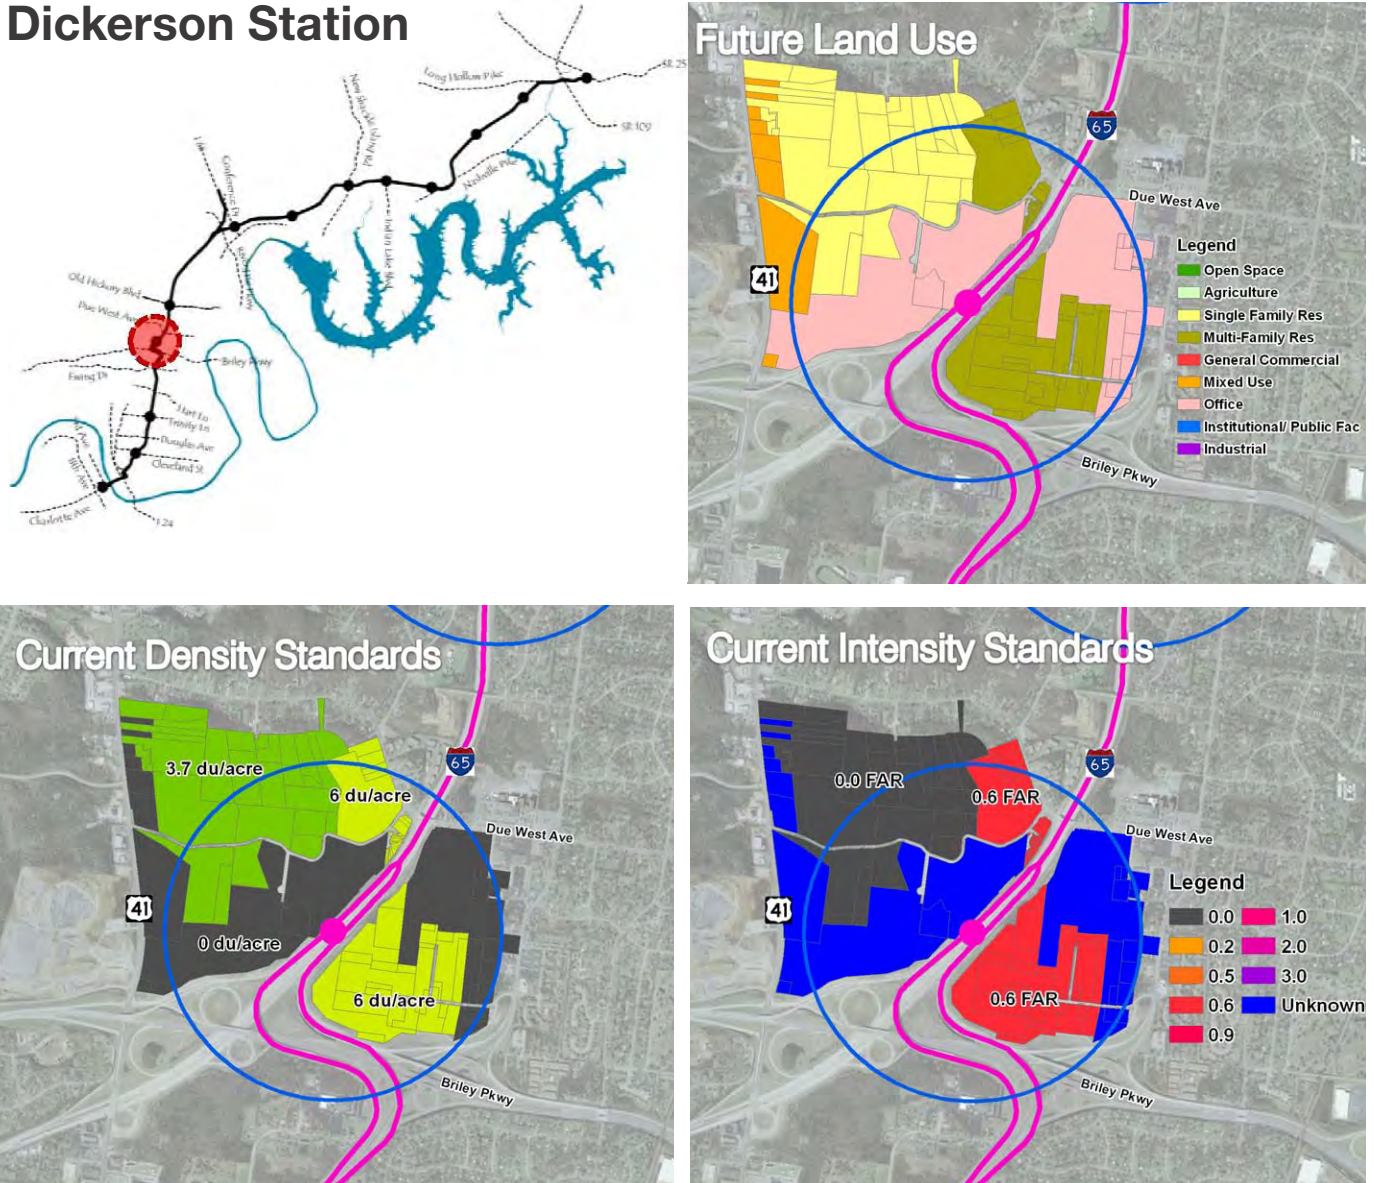 Dickerson Station
Long Hollow Pike
SR 25
SR 109
New Shackle Island Rd
Nashville Pike
Conference Dr
Indian Lake Blvd
Old Hickory Blvd
Due West Ave
Briley Pkwy
Ewing Dr
Hart Ln
Trinity Ln
Douglas Ave
Cleveland St
Charlotte Ave
I 24
Future Land Use
65
Due West Ave
41
Briley Pkwy
Legend
Open Space
Agriculture
Single Family Res
Multi-Family Res
General Commercial
Mixed Use
Office
Institutional/ Public Fac
Industrial
Current Density Standards
65
3.7 du/acre
6 du/acre
Due West Ave
41
0 du/acre
6 du/acre
Briley Pkwy
Current Intensity Standards
65
0.0 FAR
0.6 FAR
Due West Ave
41
0.6 FAR
Briley Pkwy
Legend
0.0 1.0
0.2 2.0
0.5 3.0
0.6 Unknown
0.9